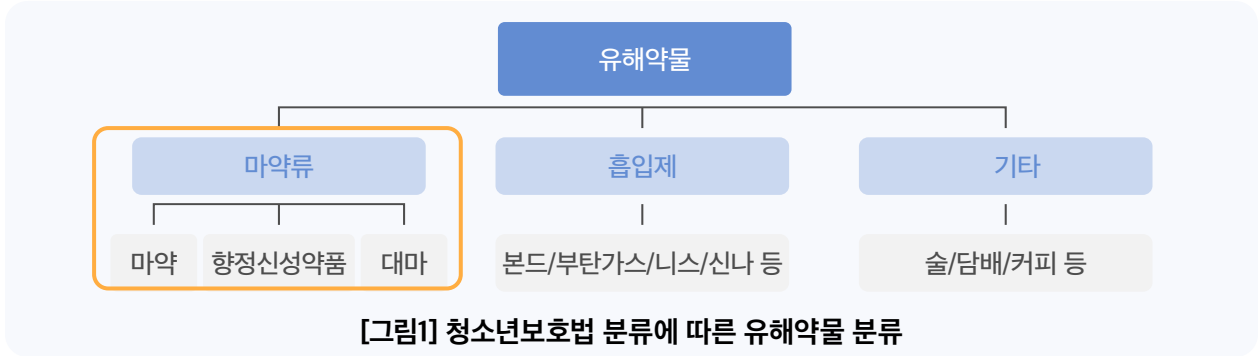 유해약물
마약류
흡입제
기타
마약
향정신성약품
대마
본드/부탄가스/니스/신나 등
술/담배/커피 등
[그림1] 청소년보호법 분류에 따른 유해약물 분류